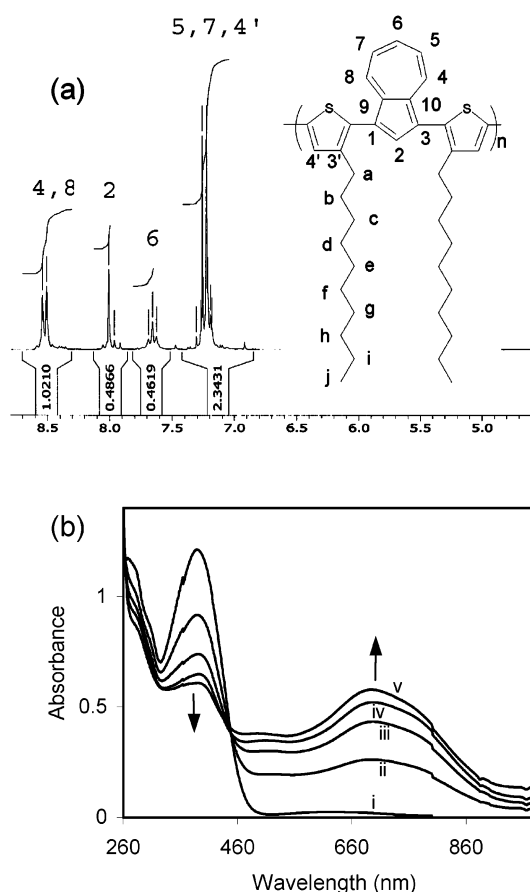 (a)
4,8
2
6
5,7,4'
1.0210
0.4866
0.4619
2.3431
8.5 8.0 7.5 7.0 6.5 6.0 5.5 5.0
6
7 5
8 4
9 10
S S
1 2 3 n
4' 3'
a
b
c
d
e
f
g
h
i
j
(b)
Absorbance
1
0.5
0
v
iv
iii
ii
i
260 460 660 860
Wavelength (nm)